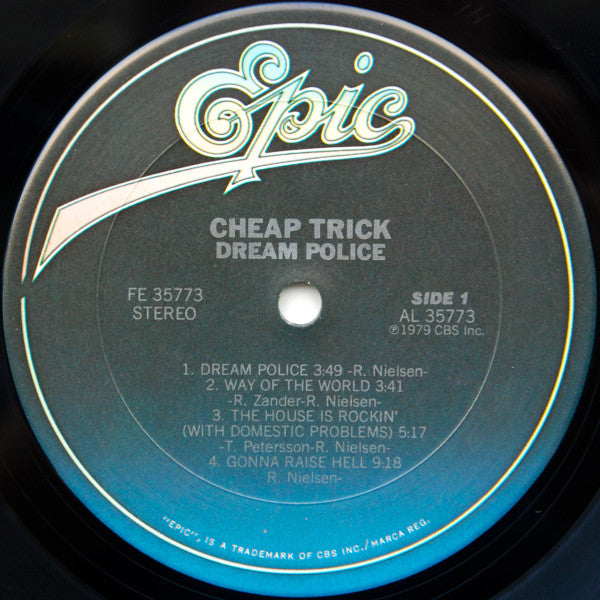 Epic
CHEAP TRICK
DREAM POLICE
FE 35773
STEREO
SIDE 1
AL 35773
℗1979 CBS Inc.
1. DREAM POLICE 3:49 -R. Nielsen-
2. WAY OF THE WORLD 3:41
-R. Zander-R. Nielsen-
3. THE HOUSE IS ROCKIN'
(WITH DOMESTIC PROBLEMS) 5:17
-T. Petersson-R. Nielsen-
4. GONNA RAISE HELL 9:18
R. Nielsen-
"EPIC", IS A TRADEMARK OF CBS INC./MARCA REG.